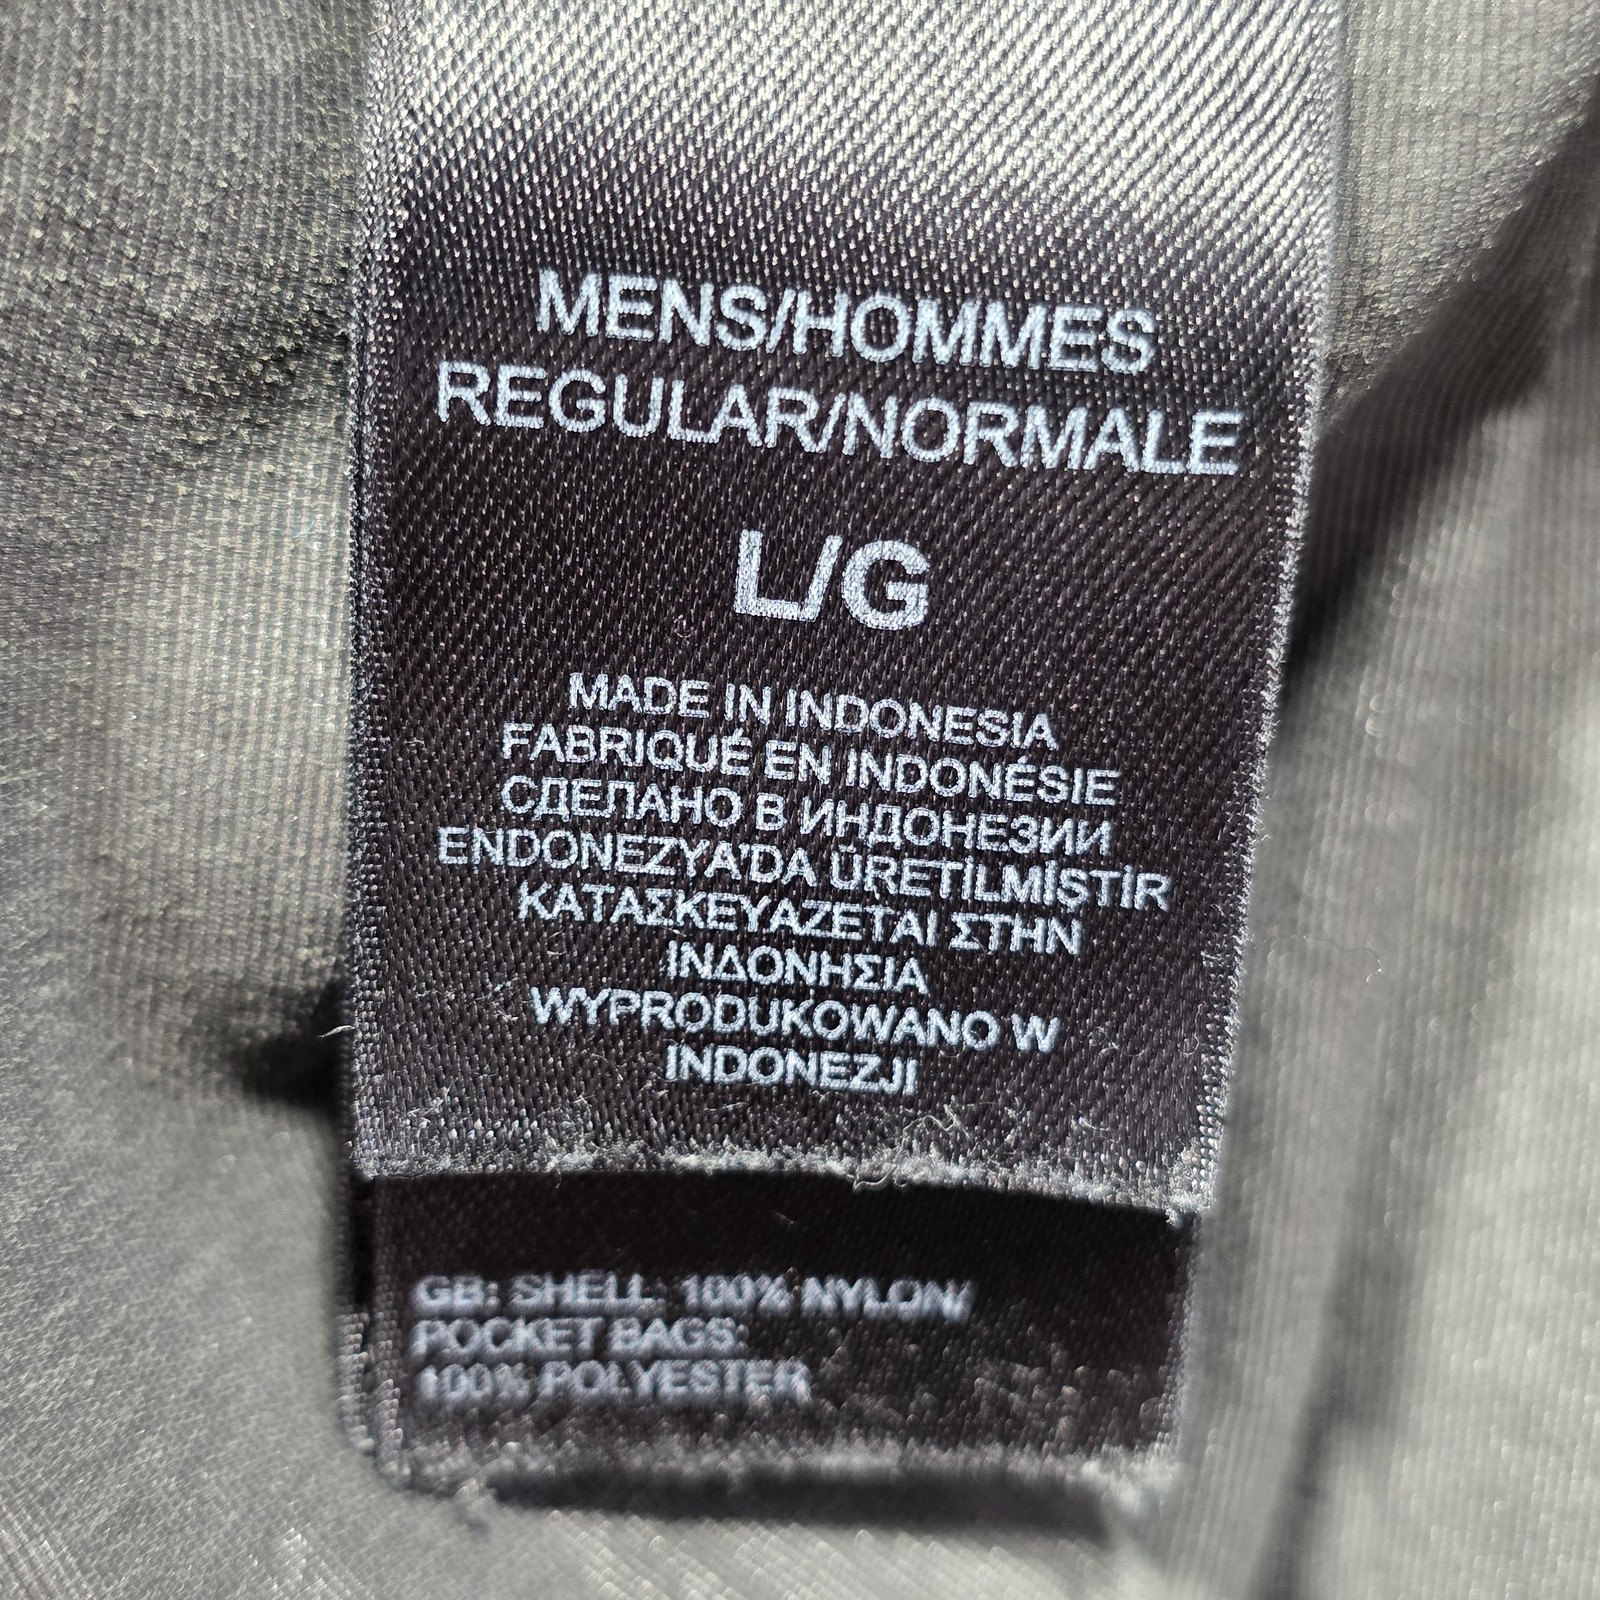 MENS/HOMMES
REGULAR/NORMALE
L/G
MADE IN INDONESIA
FABRIQUÉ EN INDONÉSIE
СДЕЛАНО В ИНДОНЕЗИИ
ENDONEZYA'DA ÜRETİLMİŞTİR
ΚΑΤΑΣΚΕΥΑΖΕΤΑΙ ΣΤΗΝ
ΙΝΔΟΝΗΣΙΑ
WYPRODUKOWANO W
INDONEZJI
GB: SHELL: 100% NYLON/
POCKET BAGS:
100% POLYESTER